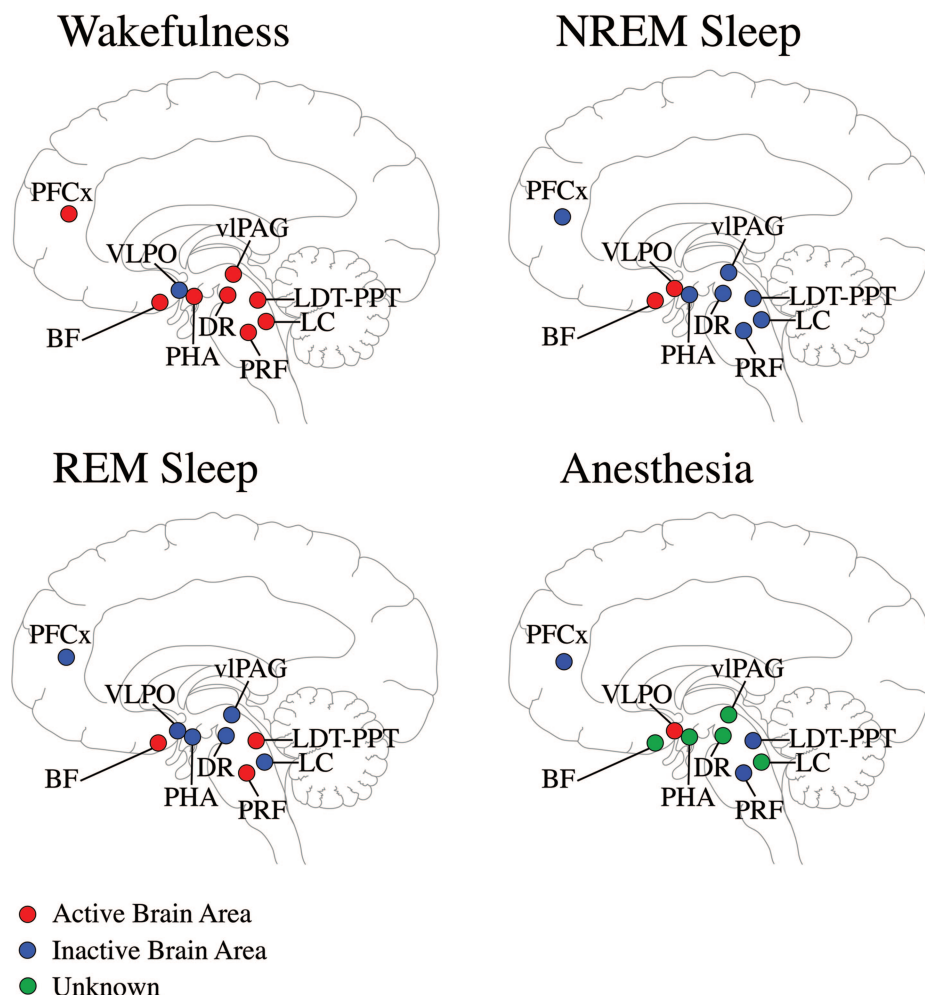 Wakefulness
PFCx
vlPAG
VLPO
LDT-PPT
LC
DR
BF
PHA
PRF
NREM Sleep
PFCx
vlPAG
VLPO
LDT-PPT
LC
DR
BF
PHA
PRF
REM Sleep
PFCx
vlPAG
VLPO
LDT-PPT
LC
DR
BF
PHA
PRF
Anesthesia
PFCx
vlPAG
VLPO
LDT-PPT
LC
DR
BF
PHA
PRF
Active Brain Area
Inactive Brain Area
Unknown